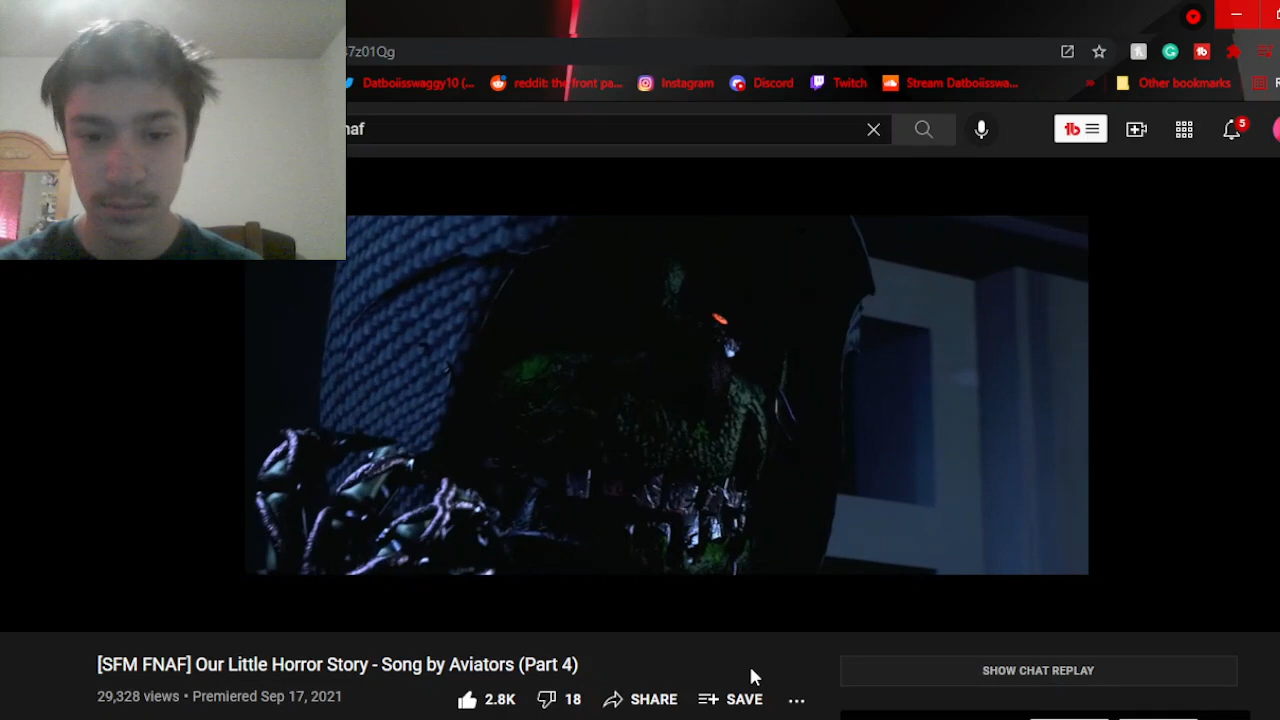 47z01Qg
Datboiisswaggy10 (...
reddit: the front pa...
Instagram
Discord
Twitch
Stream Datboiisswa...
»
Other bookmarks
naf
5
[SFM FNAF] Our Little Horror Story - Song by Aviators (Part 4)
29,328 views • Premiered Sep 17, 2021
2.8K
18
SHARE
SAVE
SHOW CHAT REPLAY